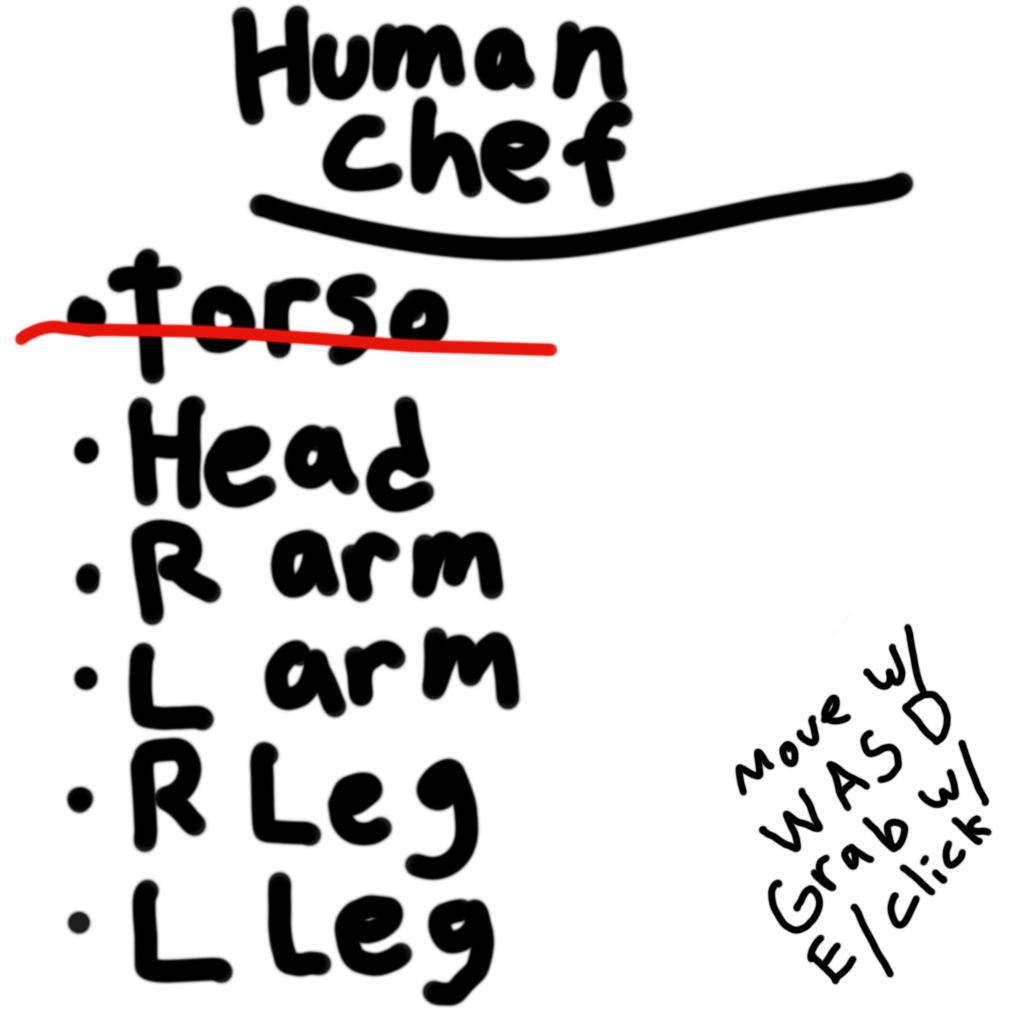 Human
Chef
• Torso
• Head
• R arm
• L arm
• R Leg
• L Leg
Move w/
WASD
Grab w/
E/click